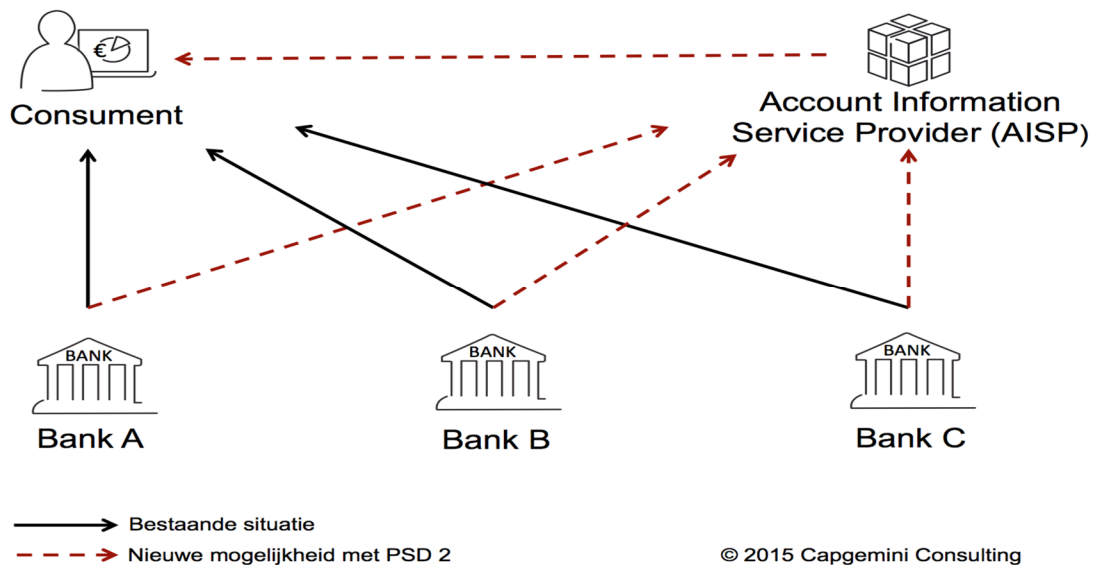 €
Consument
Account Information
Service Provider (AISP)
BANK
Bank A
BANK
Bank B
BANK
Bank C
Bestaande situatie
Nieuwe mogelijkheid met PSD 2
© 2015 Capgemini Consulting